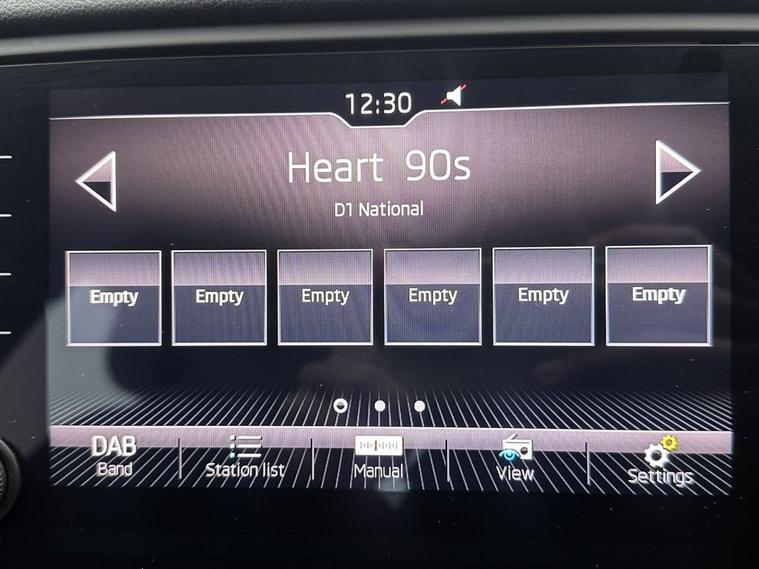 12:30
Heart 90s
D1 National
Empty Empty Empty Empty Empty Empty
DAB
Band Station list Manual View Settings